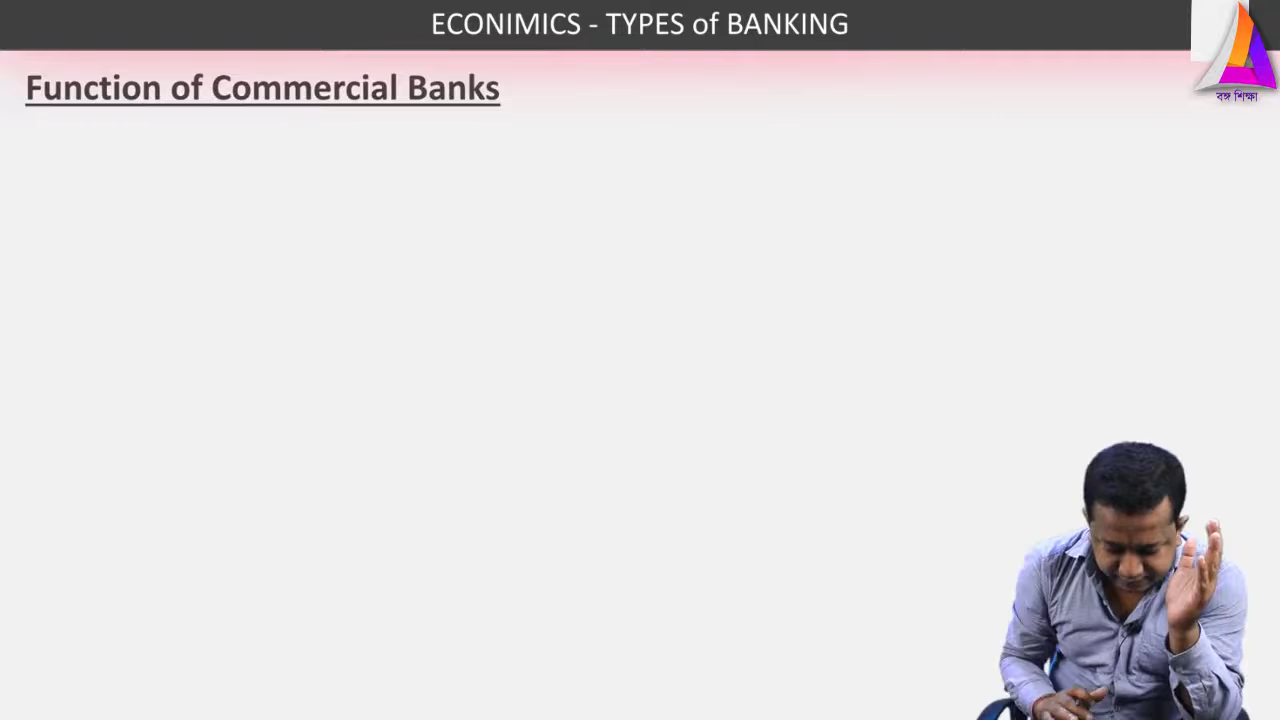 ECONIMICS - TYPES of BANKING
Function of Commercial Banks
বঙ্গ শিক্ষা